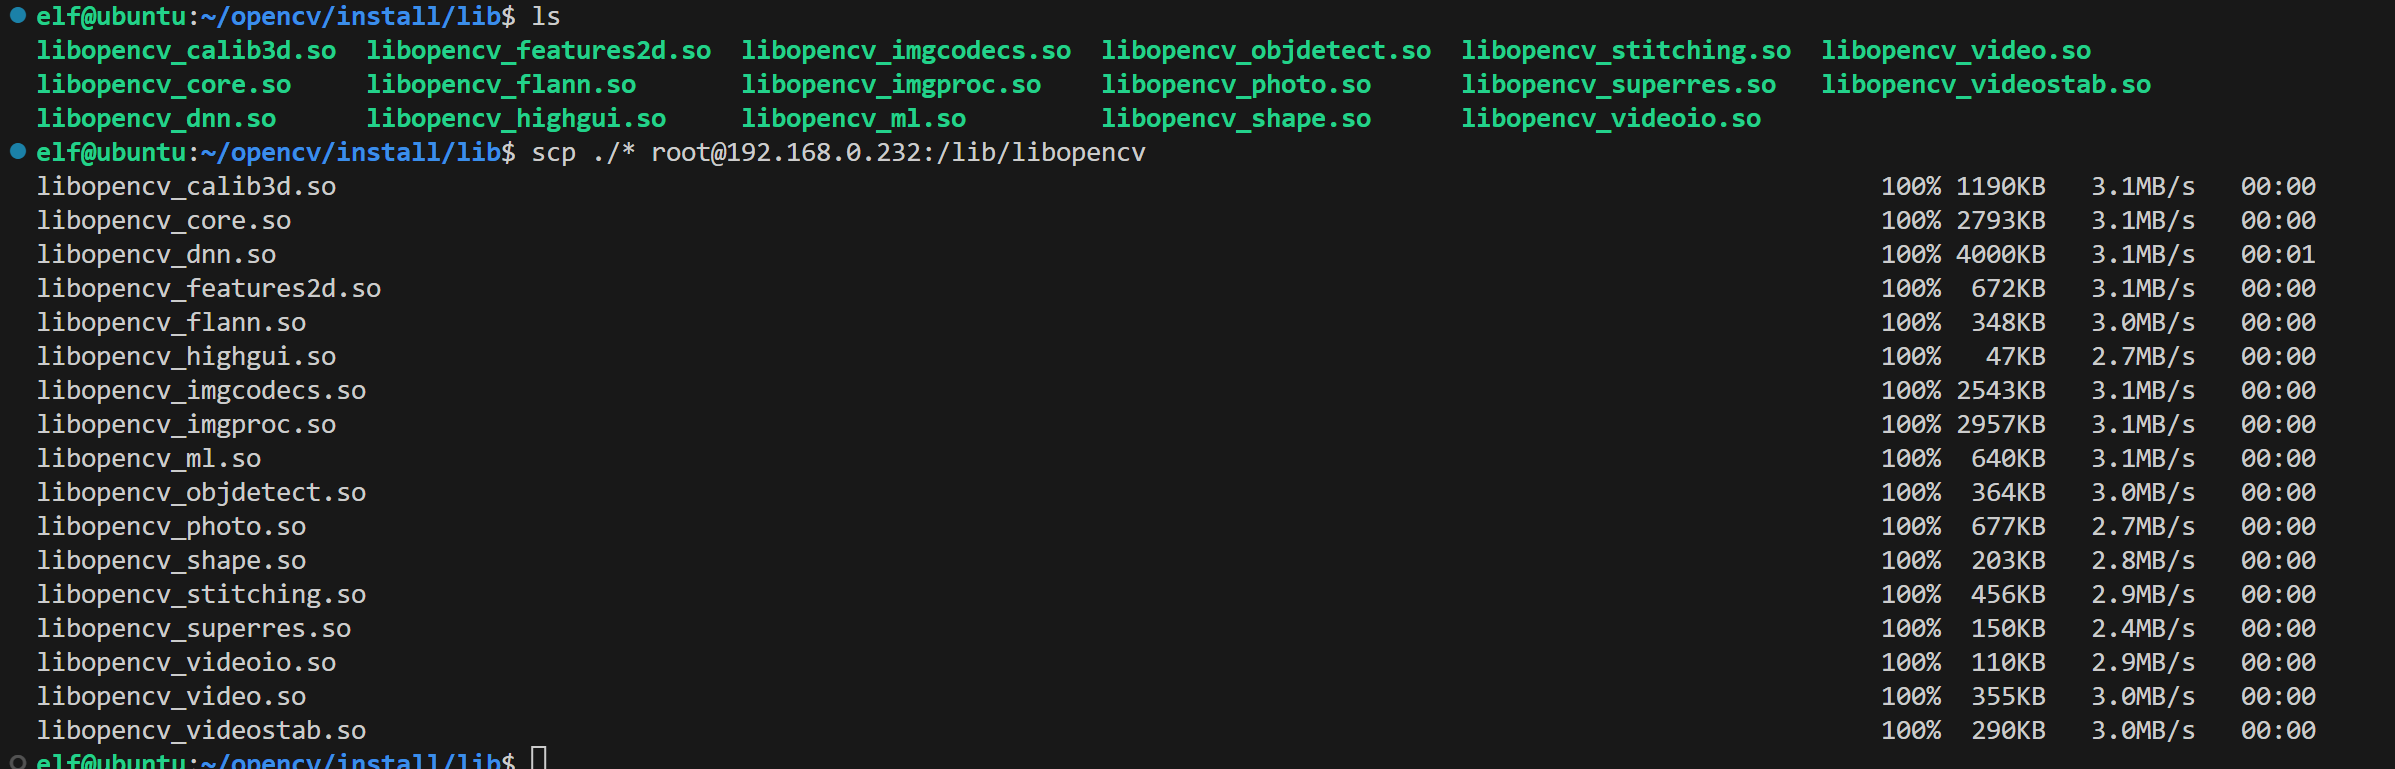 elf@ubuntu:~/opencv/install/lib$ ls
libopencv_calib3d.so libopencv_features2d.so libopencv_imgcodecs.so libopencv_objdetect.so libopencv_stitching.so libopencv_video.so
libopencv_core.so libopencv_flann.so libopencv_imgproc.so libopencv_photo.so libopencv_superres.so libopencv_videostab.so
libopencv_dnn.so libopencv_highgui.so libopencv_ml.so libopencv_shape.so libopencv_videoio.so
elf@ubuntu:~/opencv/install/lib$ scp ./* root@192.168.0.232:/lib/libopencv
libopencv_calib3d.so 100% 1190KB 3.1MB/s 00:00
libopencv_core.so 100% 2793KB 3.1MB/s 00:00
libopencv_dnn.so 100% 4000KB 3.1MB/s 00:01
libopencv_features2d.so 100% 672KB 3.1MB/s 00:00
libopencv_flann.so 100% 348KB 3.0MB/s 00:00
libopencv_highgui.so 100% 47KB 2.7MB/s 00:00
libopencv_imgcodecs.so 100% 2543KB 3.1MB/s 00:00
libopencv_imgproc.so 100% 2957KB 3.1MB/s 00:00
libopencv_ml.so 100% 640KB 3.1MB/s 00:00
libopencv_objdetect.so 100% 364KB 3.0MB/s 00:00
libopencv_photo.so 100% 677KB 2.7MB/s 00:00
libopencv_shape.so 100% 203KB 2.8MB/s 00:00
libopencv_stitching.so 100% 456KB 2.9MB/s 00:00
libopencv_superres.so 100% 150KB 2.4MB/s 00:00
libopencv_videoio.so 100% 110KB 2.9MB/s 00:00
libopencv_video.so 100% 355KB 3.0MB/s 00:00
libopencv_videostab.so 100% 290KB 3.0MB/s 00:00
elf@ubuntu:~/opencv/install/lib$